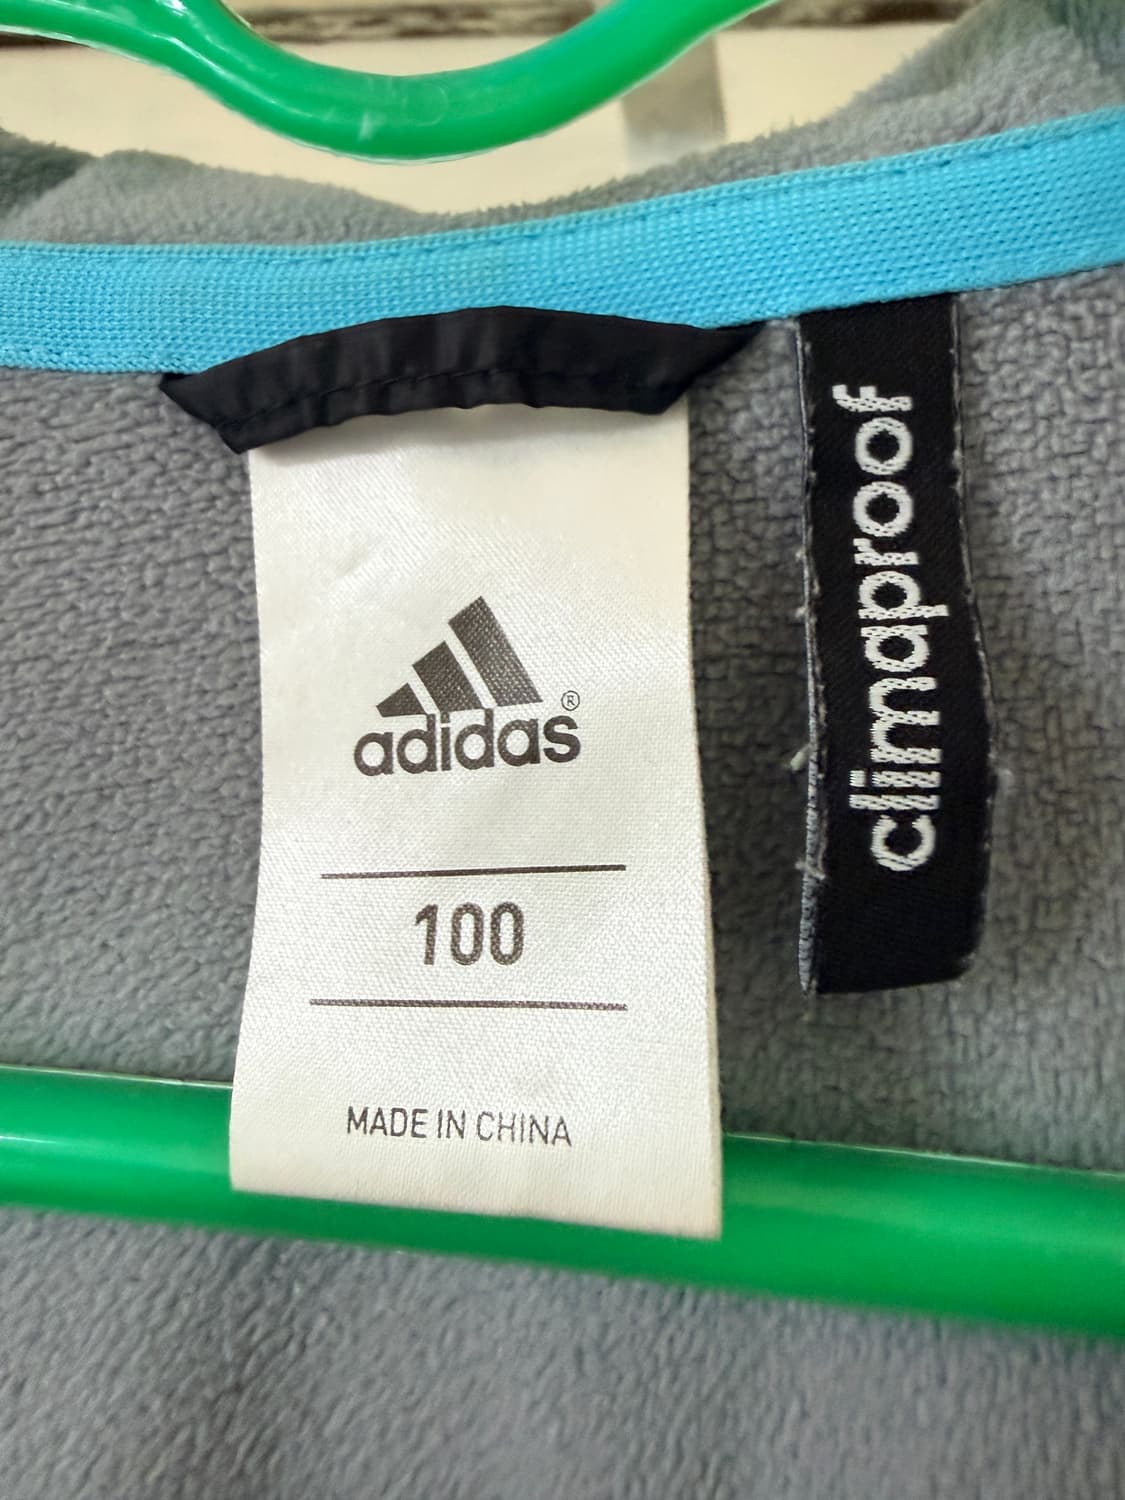 adidas®
100
MADE IN CHINA
climaproof